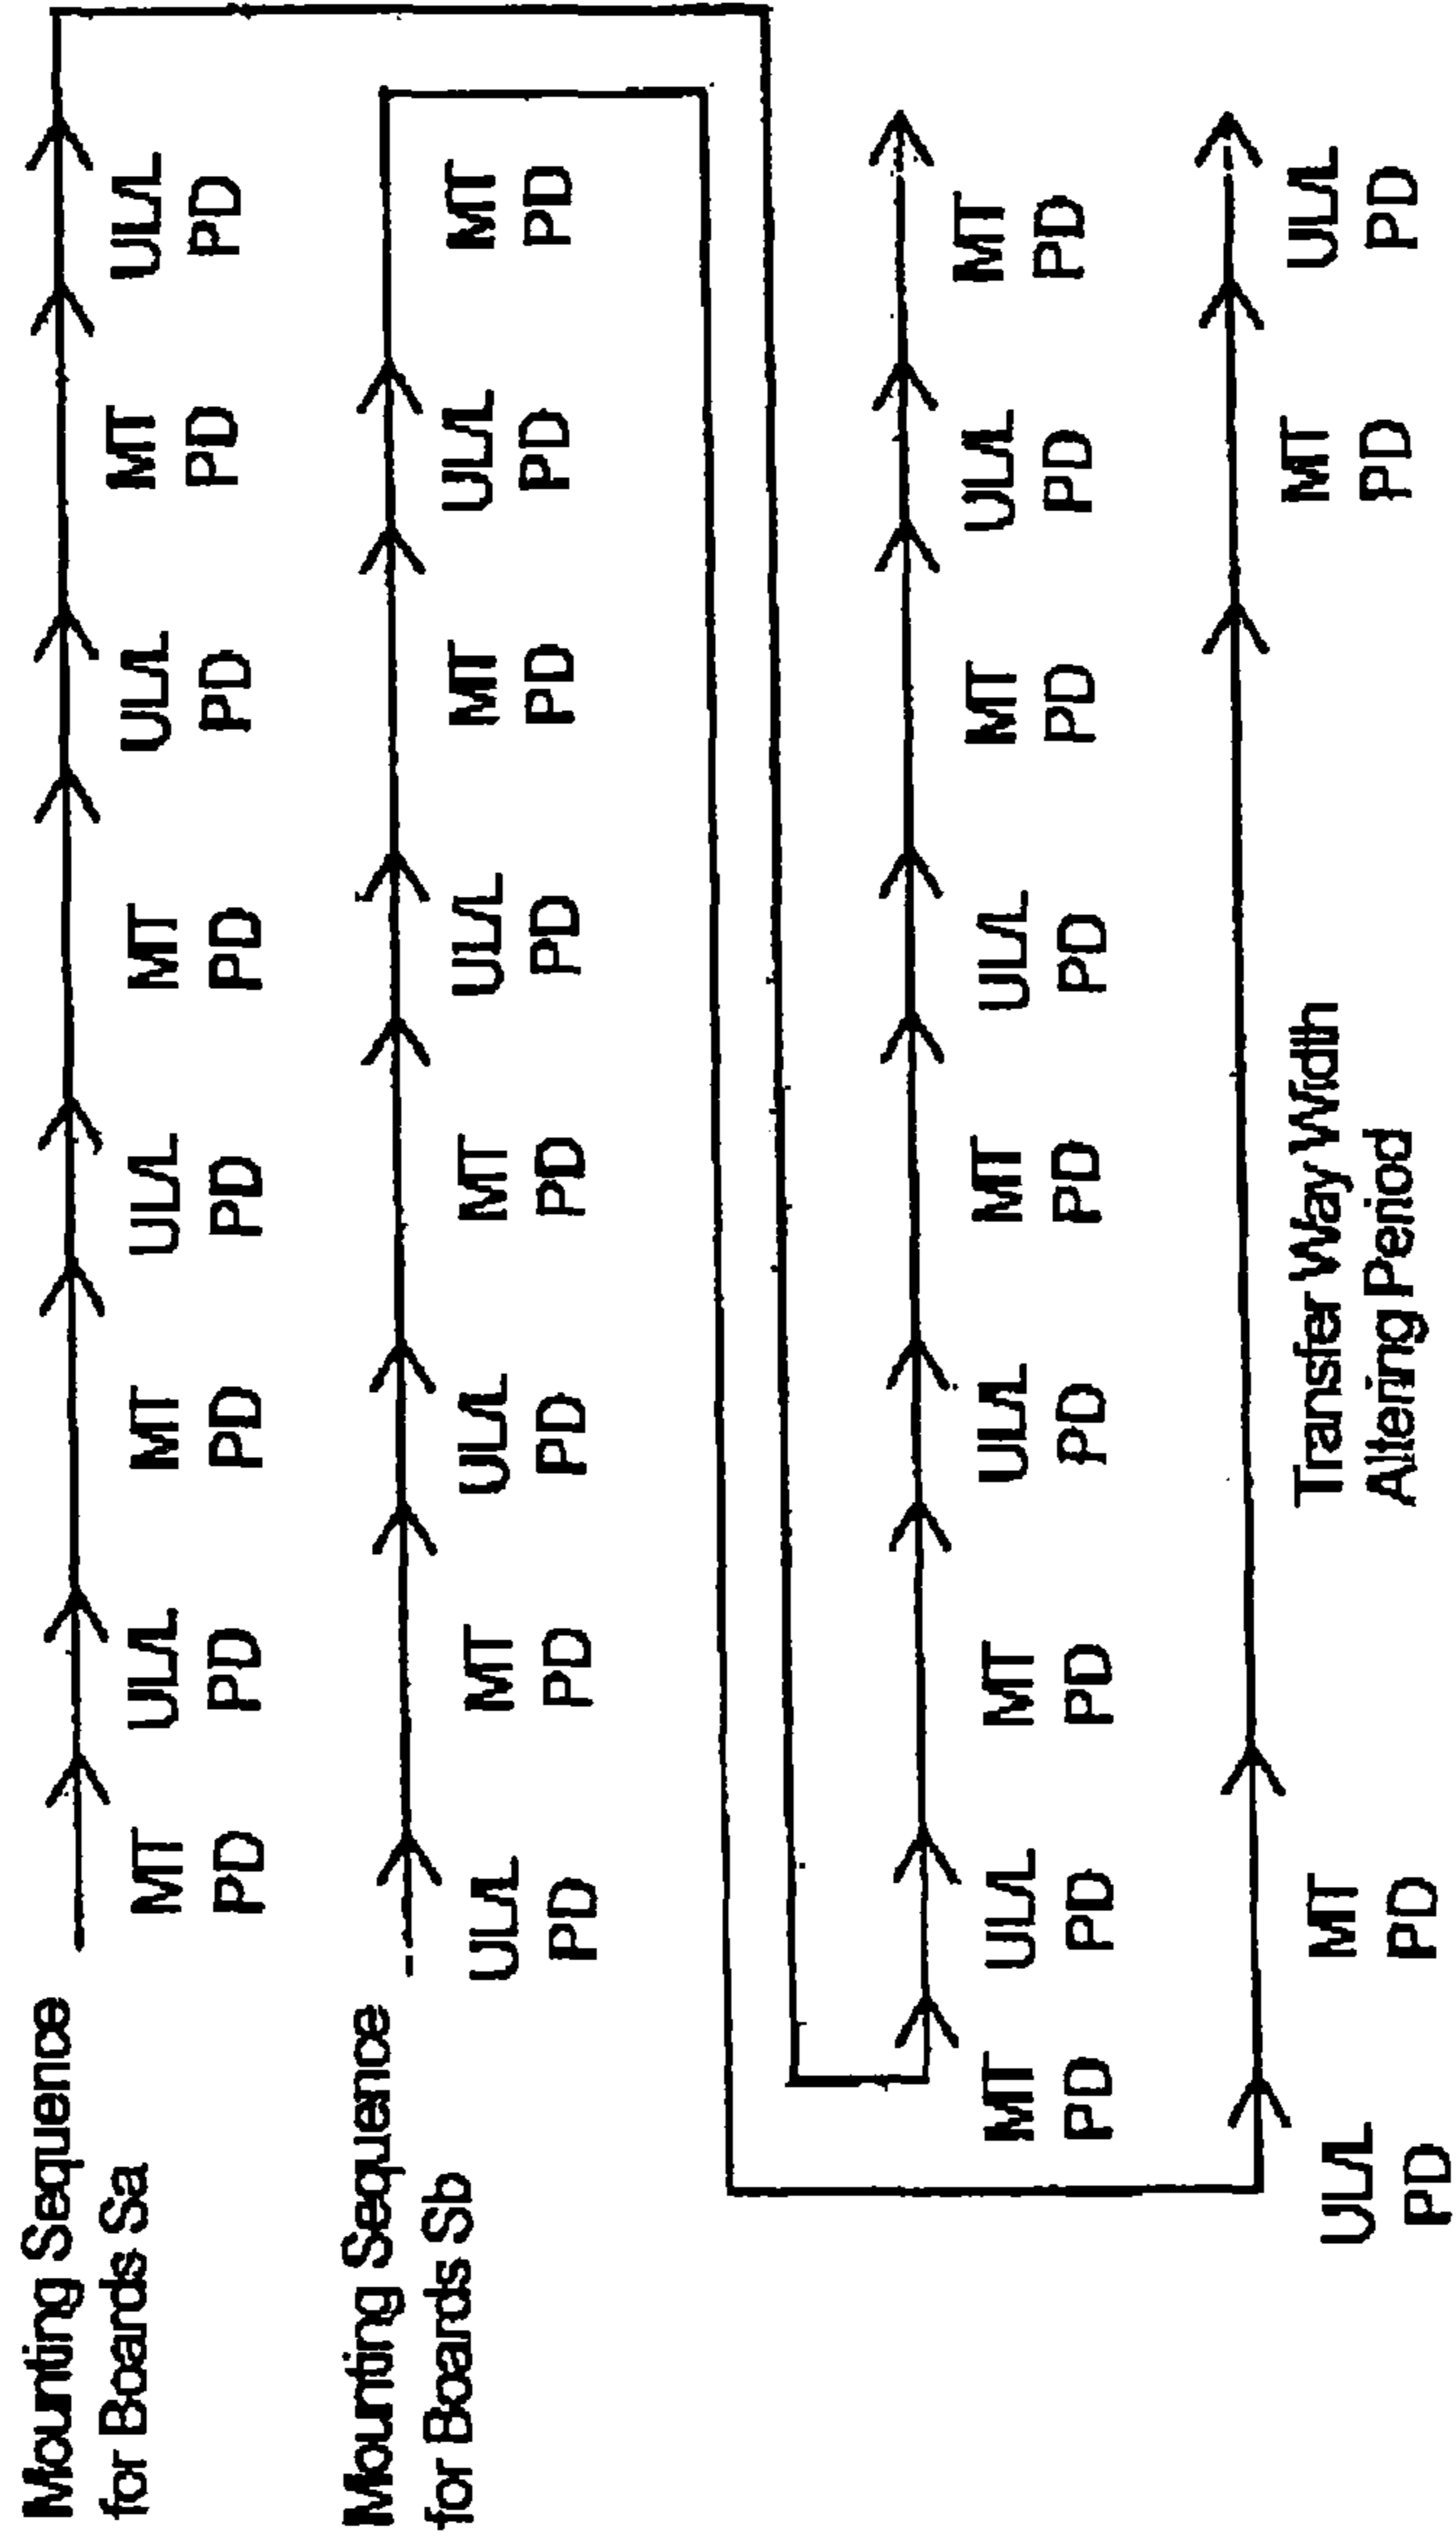 Mounting Sequence
for Boards Sa
MT
PD
UL/L
PD
MT
PD
UL/L
PD
MT
PD
UL/L
PD
MT
PD
UL/L
PD
Mounting Sequence
for Boards Sb
UL/L
PD
MT
PD
UL/L
PD
MT
PD
UL/L
PD
MT
PD
UL/L
PD
MT
PD
MT
PD
UL/L
PD
MT
PD
UL/L
PD
MT
PD
UL/L
PD
MT
PD
UL/L
PD
MT
PD
UL/L
PD
MT
PD
Transfer Way Width
Altering Period
MT
PD
UL/L
PD